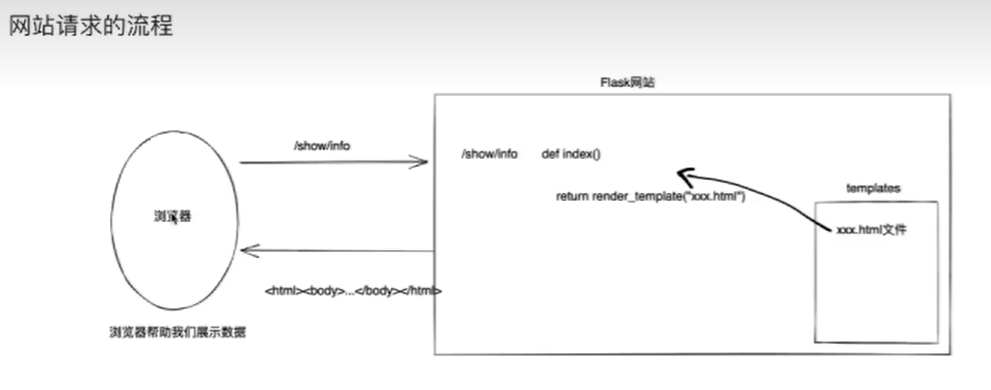 网站请求的流程
Flask网站
/show/info
/show/info def index()
return render_template("xxx.html")
templates
xxx.html文件
浏览器
<html><body>...</body></html>
浏览器帮助我们展示数据